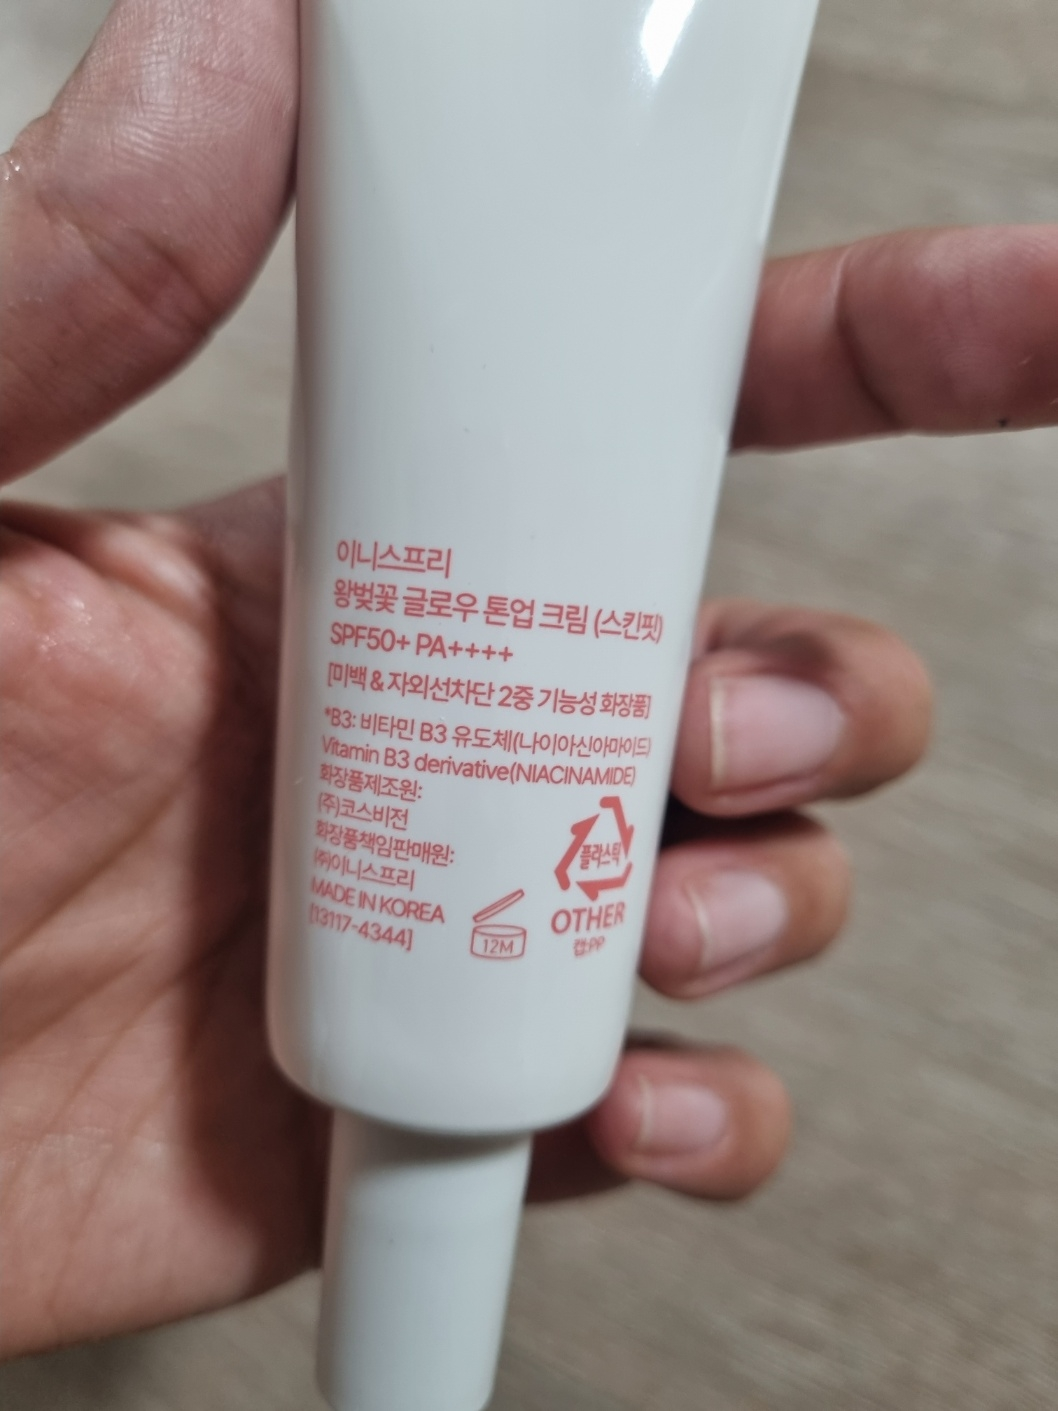 이니스프리
왕벚꽃 글로우 톤업 크림 (스킨핏)
SPF50+ PA++++
[미백 & 자외선차단 2중 기능성 화장품]
*B3: 비타민 B3 유도체(나이아신아마이드)
Vitamin B3 derivative(NIACINAMIDE)
화장품제조원:
(주)코스비전
화장품책임판매원:
(주)이니스프리
MADE IN KOREA
[13117-4344]
12M
플라스틱
OTHER
캡:PP